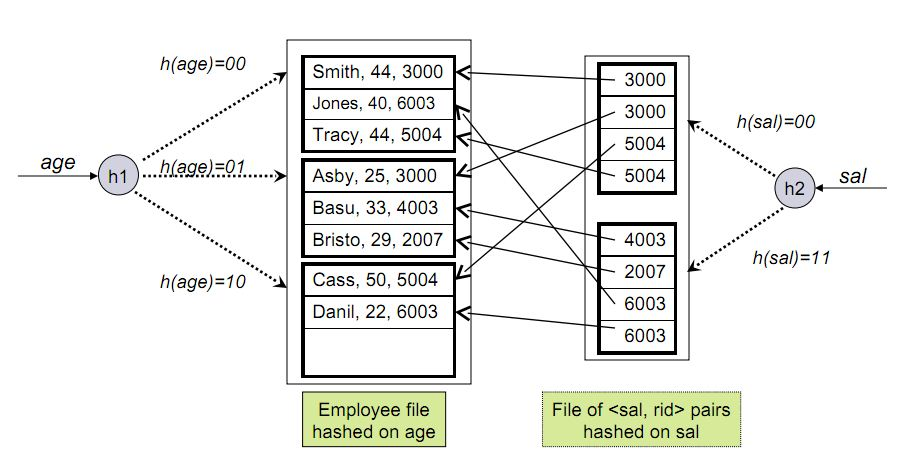 h(age)=00
age
h1
h(age)=01
h(age)=10
Smith, 44, 3000
Jones, 40, 6003
Tracy, 44, 5004
Asby, 25, 3000
Basu, 33, 4003
Bristo, 29, 2007
Cass, 50, 5004
Danil, 22, 6003
3000
3000
5004
5004
4003
2007
6003
6003
h(sal)=00
h2
sal
h(sal)=11
Employee file
hashed on age
File of <sal, rid> pairs
hashed on sal